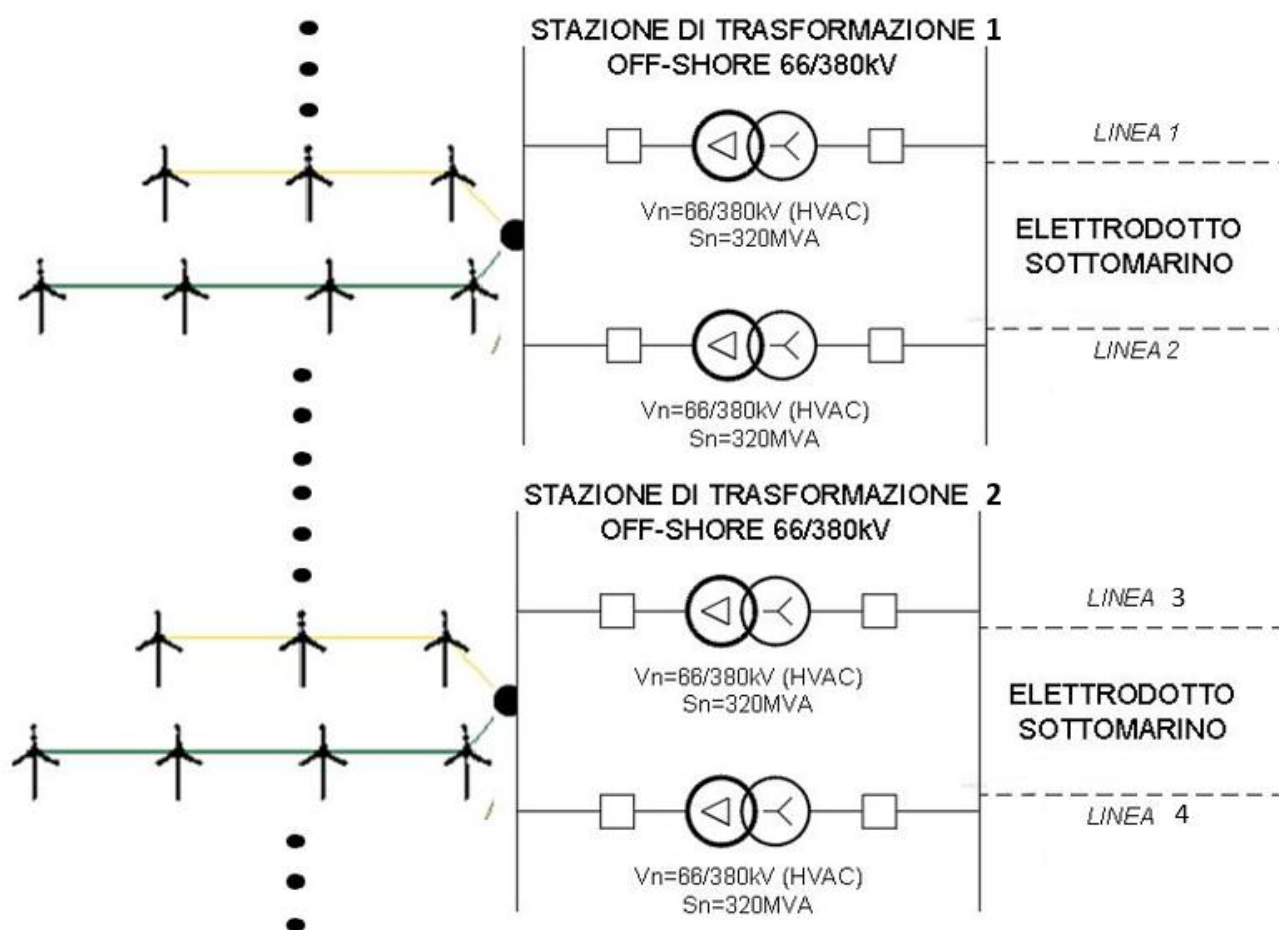 STAZIONE DI TRASFORMAZIONE 1
OFF-SHORE 66/380kV
LINEA 1
Vn=66/380kV (HVAC)
Sn=320MVA
ELETTRODOTTO
SOTTOMARINO
LINEA 2
Vn=66/380kV (HVAC)
Sn=320MVA
STAZIONE DI TRASFORMAZIONE 2
OFF-SHORE 66/380kV
LINEA 3
Vn=66/380kV (HVAC)
Sn=320MVA
ELETTRODOTTO
SOTTOMARINO
LINEA 4
Vn=66/380kV (HVAC)
Sn=320MVA